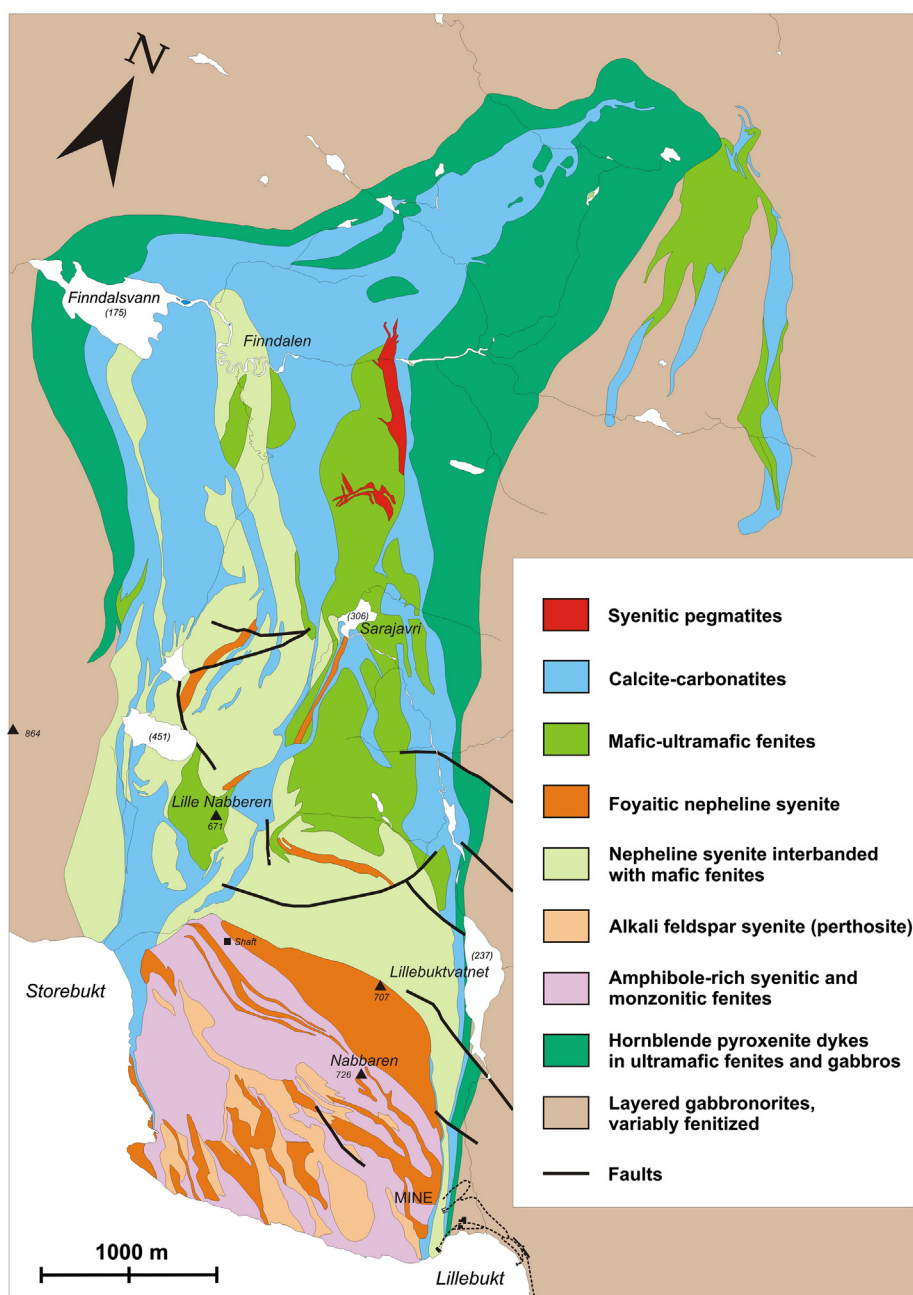 N
Finndalsvann
(175)
Finndalen
(306)
Sarajavri
864
(451)
Lille Nabberen
671
Shaft
(237)
Storebukt
Lillebuktvatnet
707
Nabbaren
726
MINE
1000 m
Lillebukt
Syenitic pegmatites
Calcite-carbonatites
Mafic-ultramafic fenites
Foyaitic nepheline syenite
Nepheline syenite interbanded
with mafic fenites
Alkali feldspar syenite (perthosite)
Amphibole-rich syenitic and
monzonitic fenites
Hornblende pyroxenite dykes
in ultramafic fenites and gabbros
Layered gabbronorites,
variably fenitized
Faults